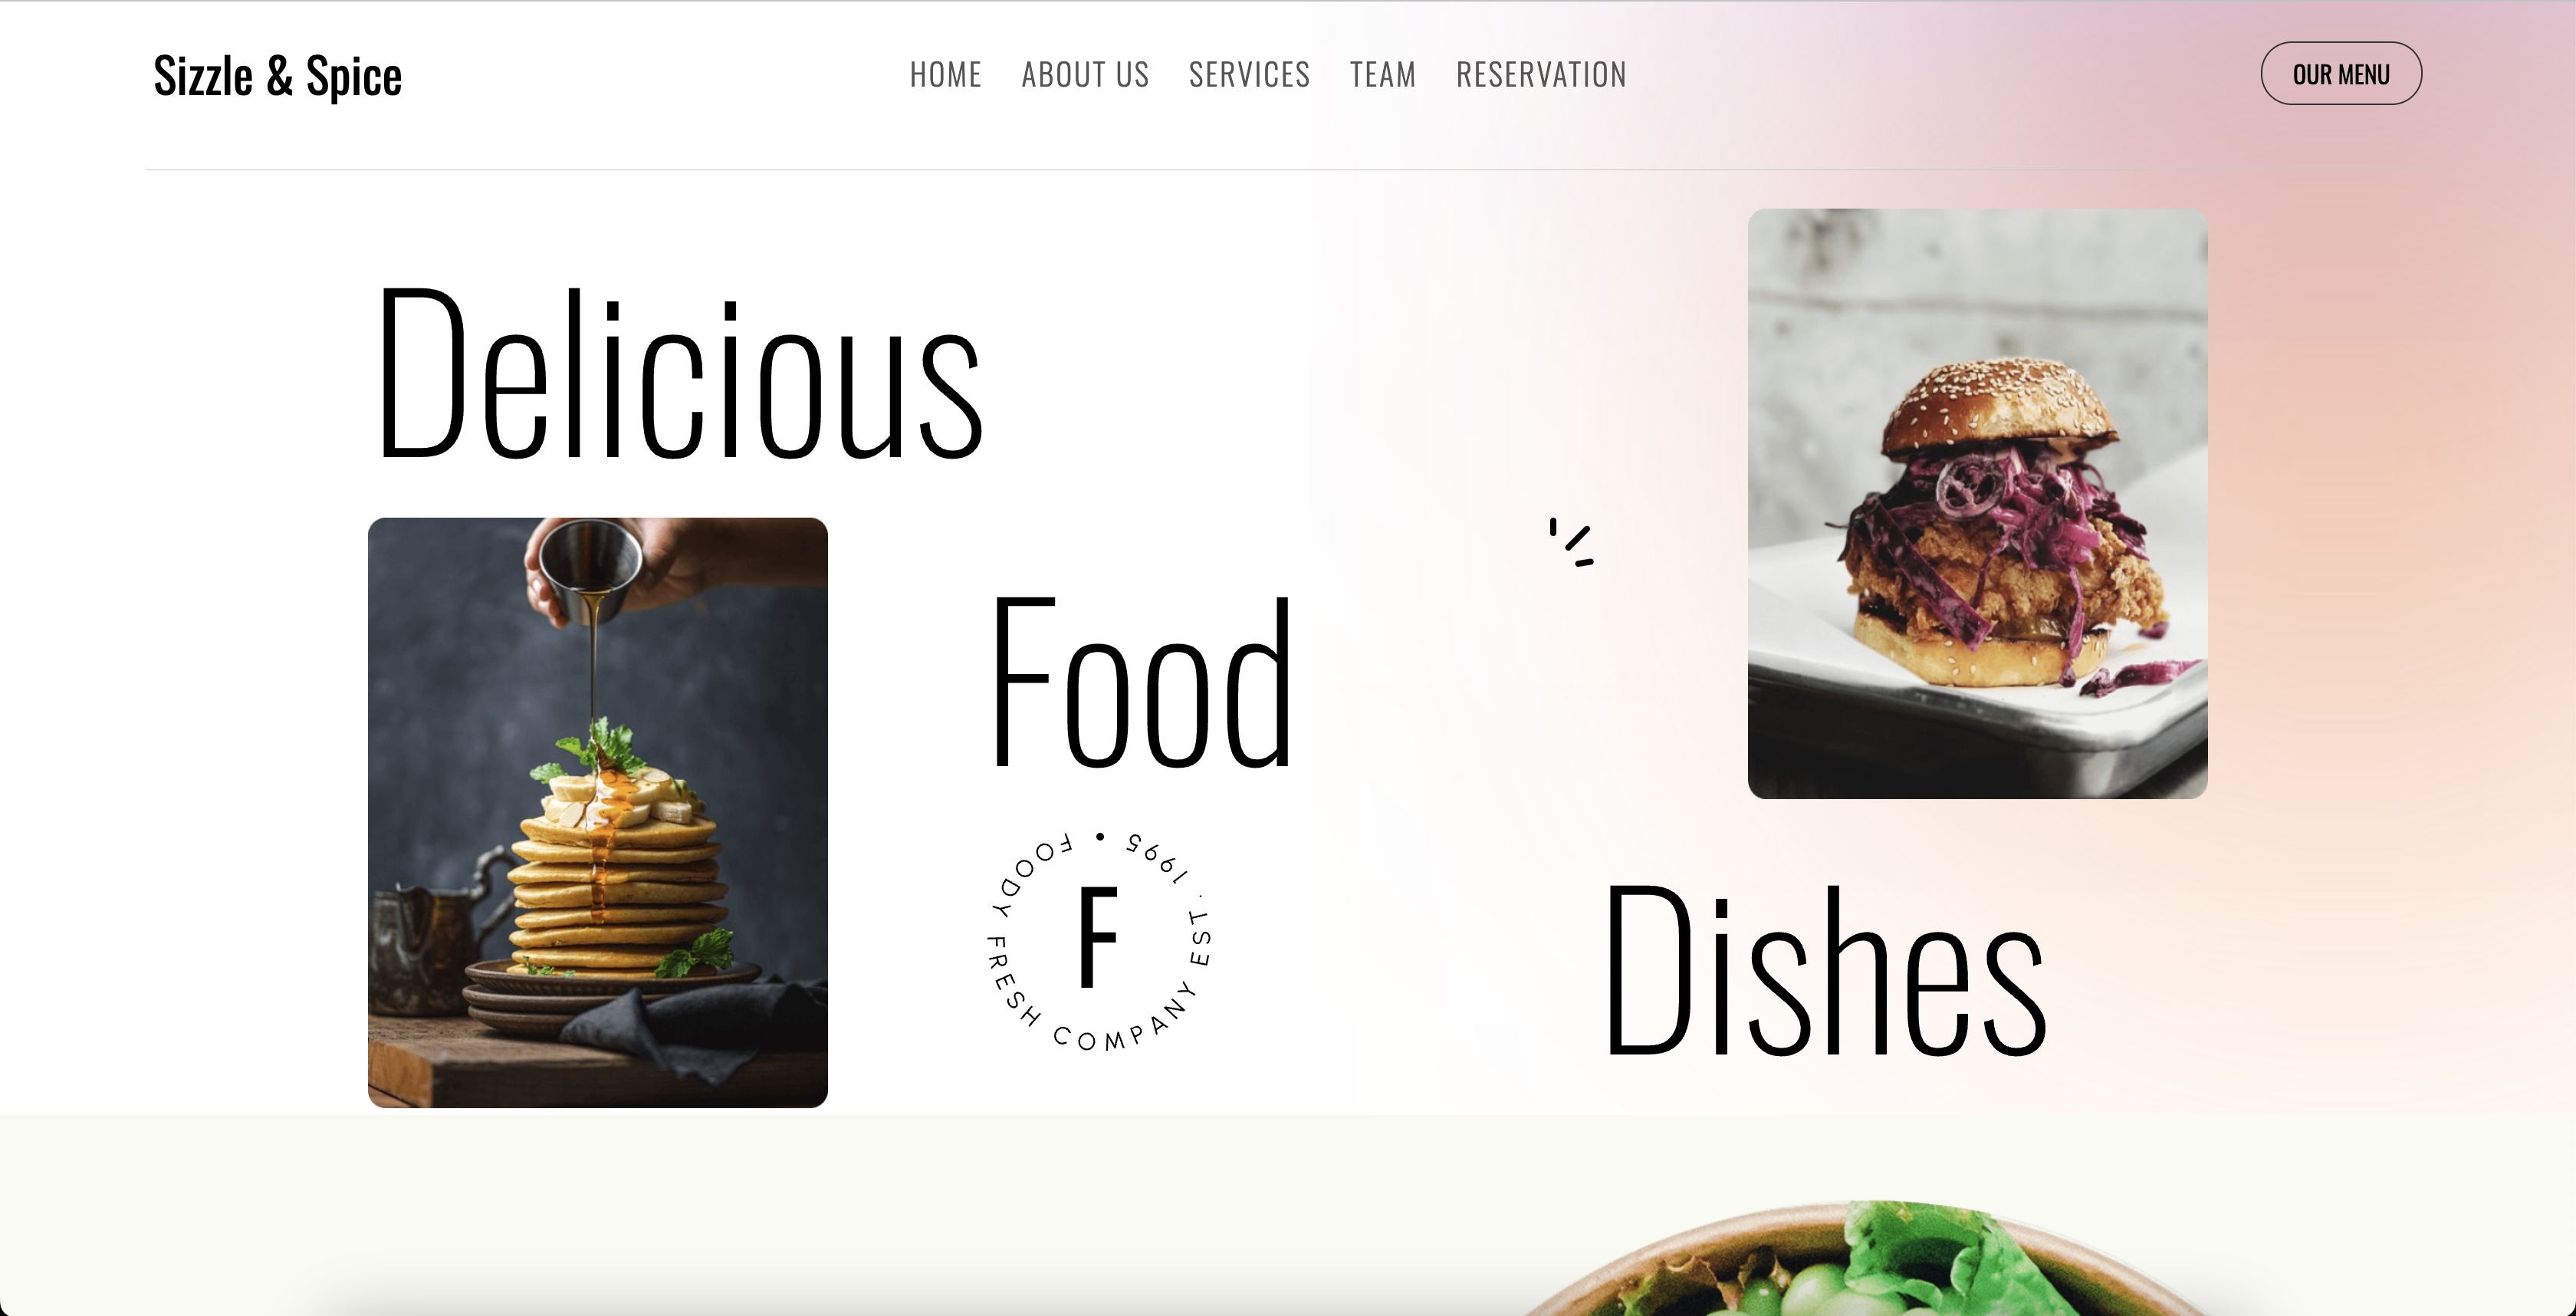 Sizzle & Spice
HOME ABOUT US SERVICES TEAM RESERVATION
OUR MENU
Delicious
Food
FOODY FRESH COMPANY EST . 1995 •
F
Dishes